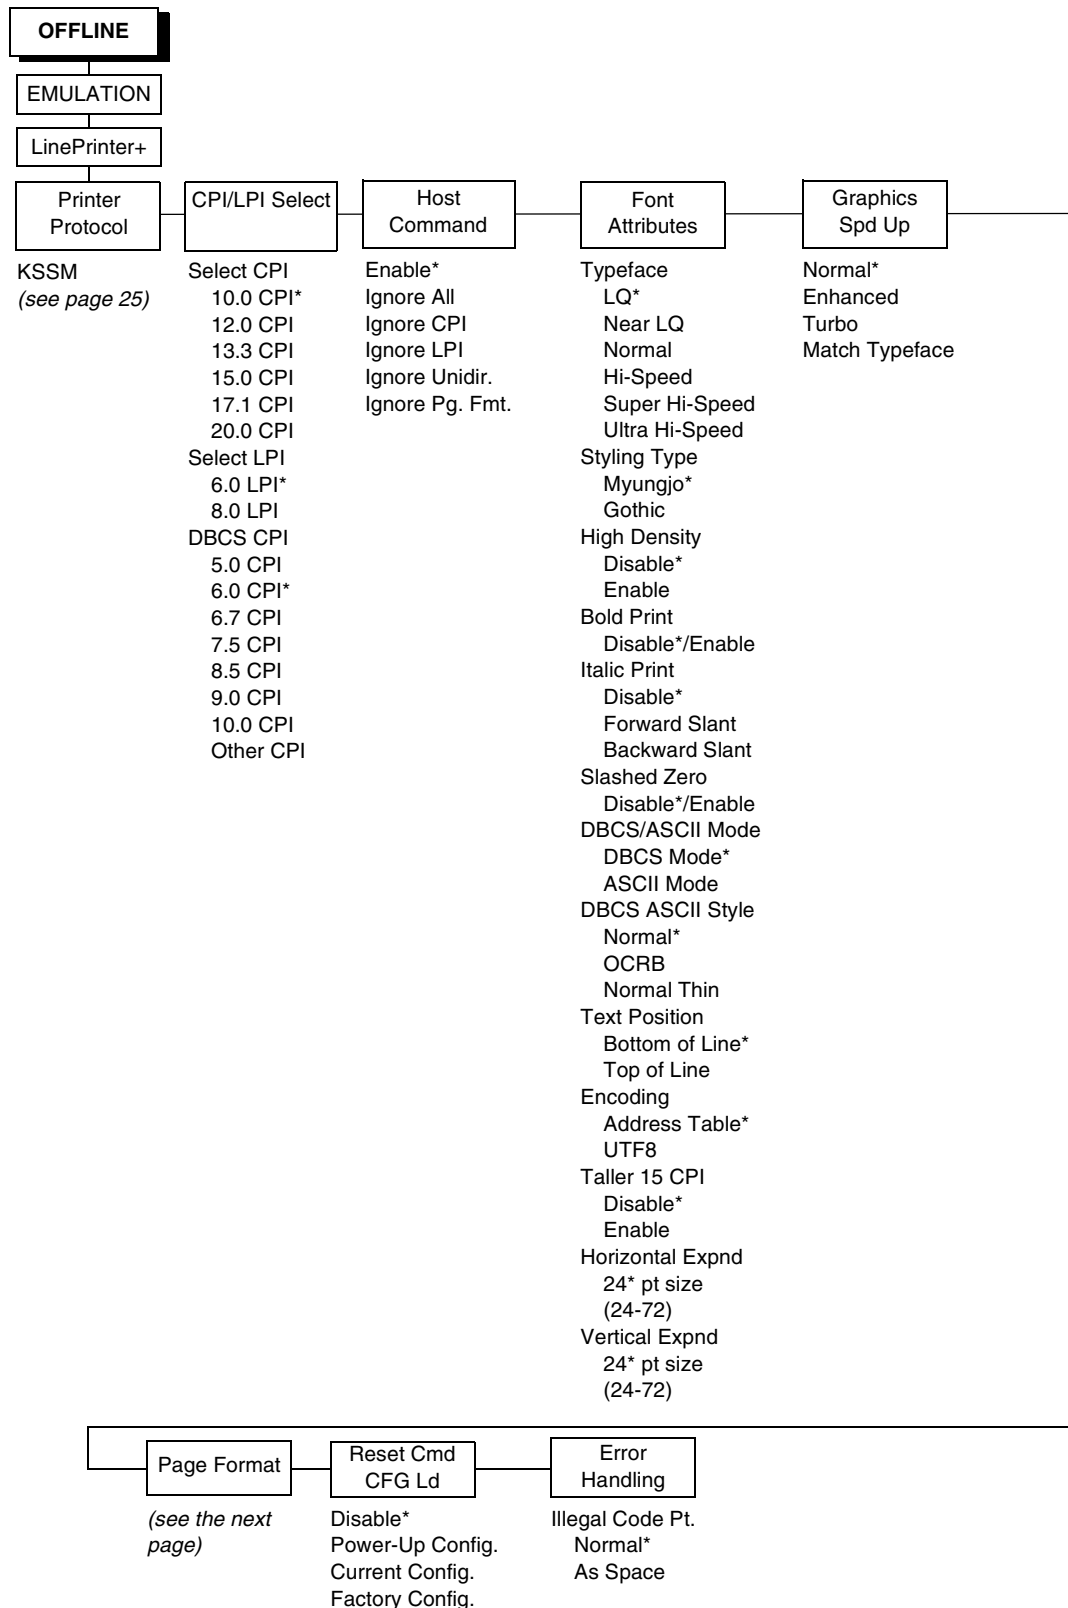 OFFLINE
EMULATION
LinePrinter+
Printer
Protocol
KSSM
(see page 25)
CPI/LPI Select
Select CPI
10.0 CPI*
12.0 CPI
13.3 CPI
15.0 CPI
17.1 CPI
20.0 CPI
Select LPI
6.0 LPI*
8.0 LPI
DBCS CPI
5.0 CPI
6.0 CPI*
6.7 CPI
7.5 CPI
8.5 CPI
9.0 CPI
10.0 CPI
Other CPI
Host
Command
Enable*
Ignore All
Ignore CPI
Ignore LPI
Ignore Unidir.
Ignore Pg. Fmt.
Font
Attributes
Typeface
LQ*
Near LQ
Normal
Hi-Speed
Super Hi-Speed
Ultra Hi-Speed
Styling Type
Myungjo*
Gothic
High Density
Disable*
Enable
Bold Print
Disable*/Enable
Italic Print
Disable*
Forward Slant
Backward Slant
Slashed Zero
Disable*/Enable
DBCS/ASCII Mode
DBCS Mode*
ASCII Mode
DBCS ASCII Style
Normal*
OCRB
Normal Thin
Text Position
Bottom of Line*
Top of Line
Encoding
Address Table*
UTF8
Taller 15 CPI
Disable*
Enable
Horizontal Expnd
24* pt size
(24-72)
Vertical Expnd
24* pt size
(24-72)
Graphics
Spd Up
Normal*
Enhanced
Turbo
Match Typeface
Page Format
(see the next
page)
Reset Cmd
CFG Ld
Disable*
Power-Up Config.
Current Config.
Factory Config.
Error
Handling
Illegal Code Pt.
Normal*
As Space